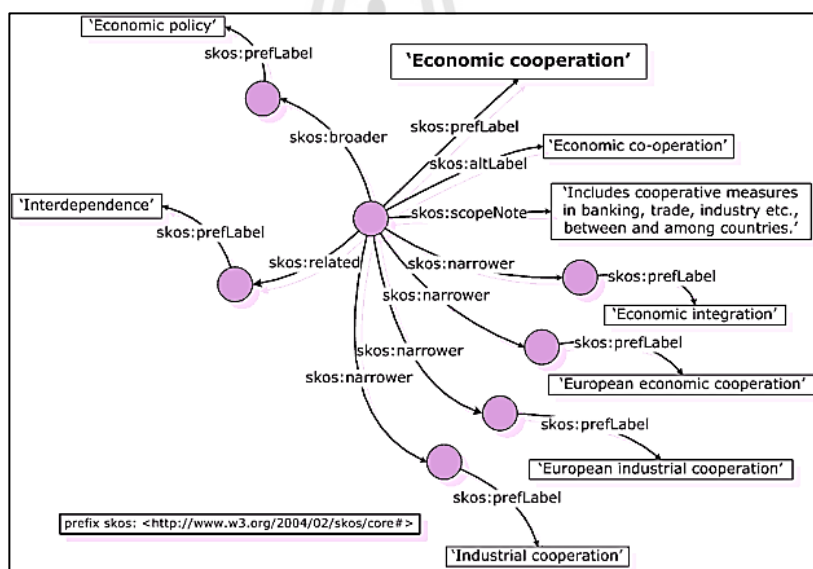 ‘Economic policy’
skos:prefLabel
‘Economic cooperation’
skos:prefLabel
skos:broader
skos:altLabel
‘Economic co-operation’
‘Interdependence’
skos:scopeNote
‘Includes cooperative measures
in banking, trade, industry etc.,
between and among countries.’
skos:prefLabel
skos:related
skos:narrower
skos:prefLabel
skos:narrower
‘Economic integration’
skos:prefLabel
skos:narrower
‘European economic cooperation’
skos:narrower
skos:prefLabel
‘European industrial cooperation’
skos:prefLabel
prefix skos: <http://www.w3.org/2004/02/skos/core#>
‘Industrial cooperation’